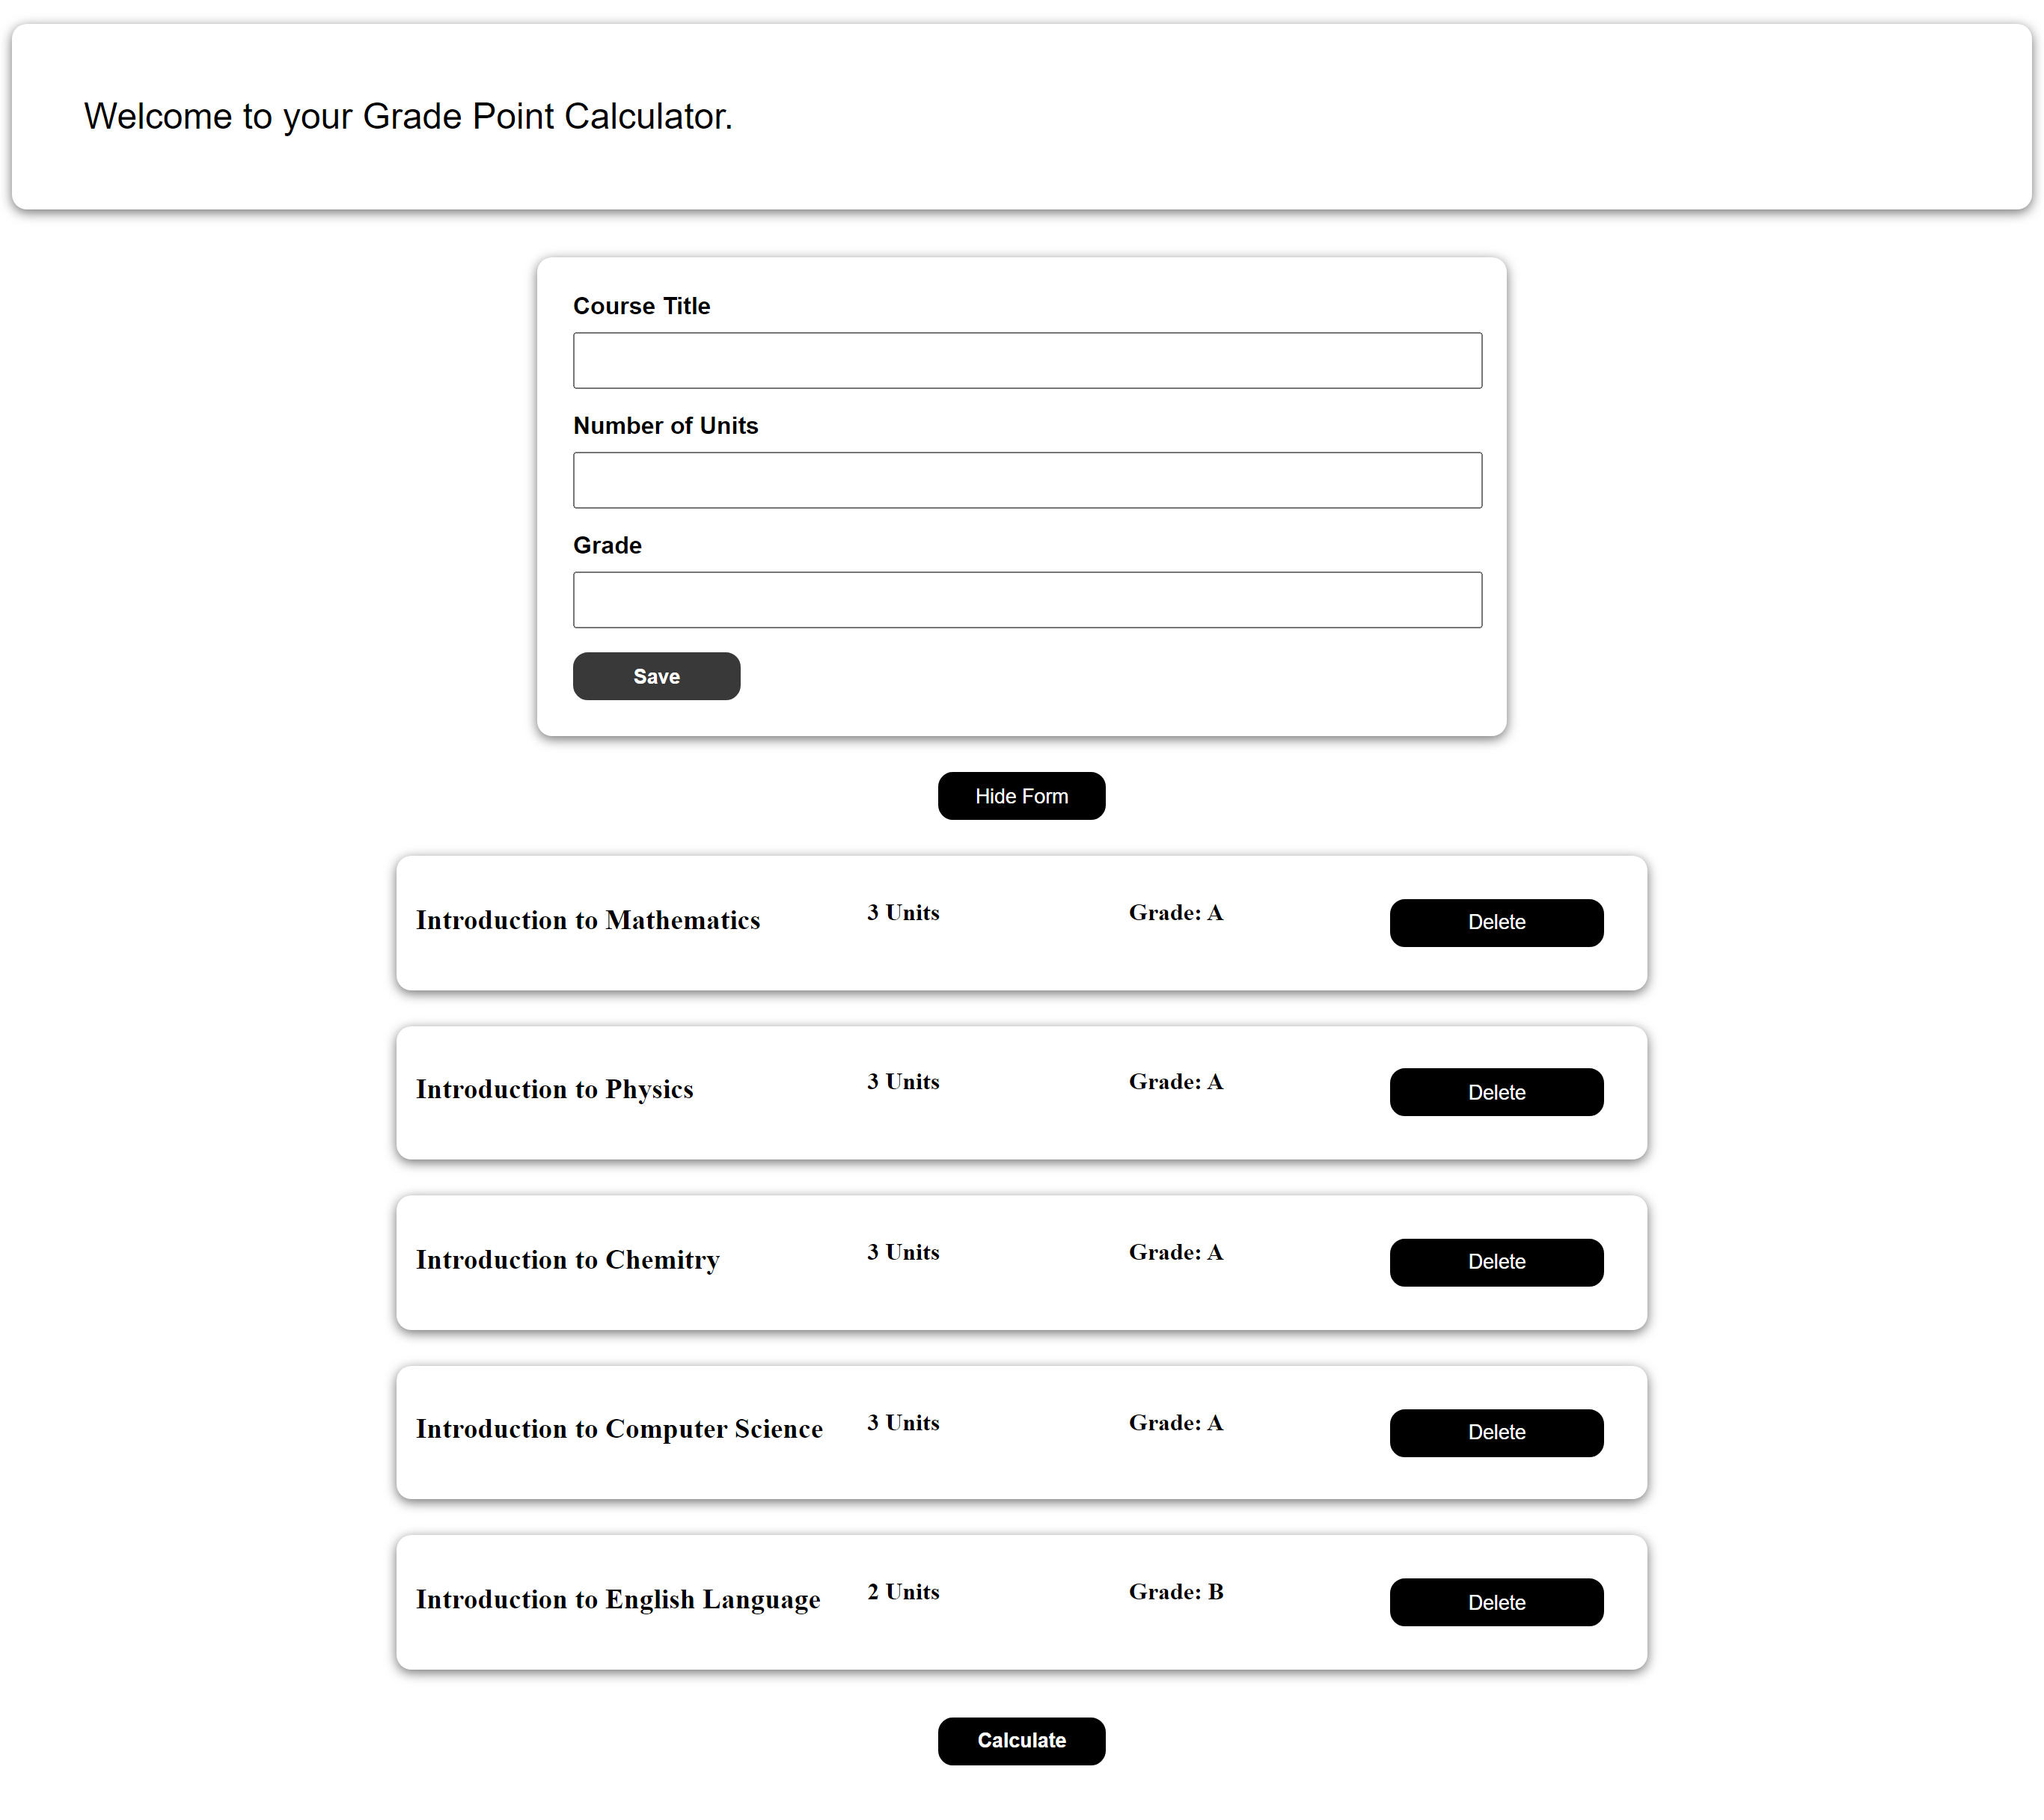 Welcome to your Grade Point Calculator.
Course Title
Number of Units
Grade
Save
Hide Form
Introduction to Mathematics 3 Units Grade: A Delete
Introduction to Physics 3 Units Grade: A Delete
Introduction to Chemitry 3 Units Grade: A Delete
Introduction to Computer Science 3 Units Grade: A Delete
Introduction to English Language 2 Units Grade: B Delete
Calculate